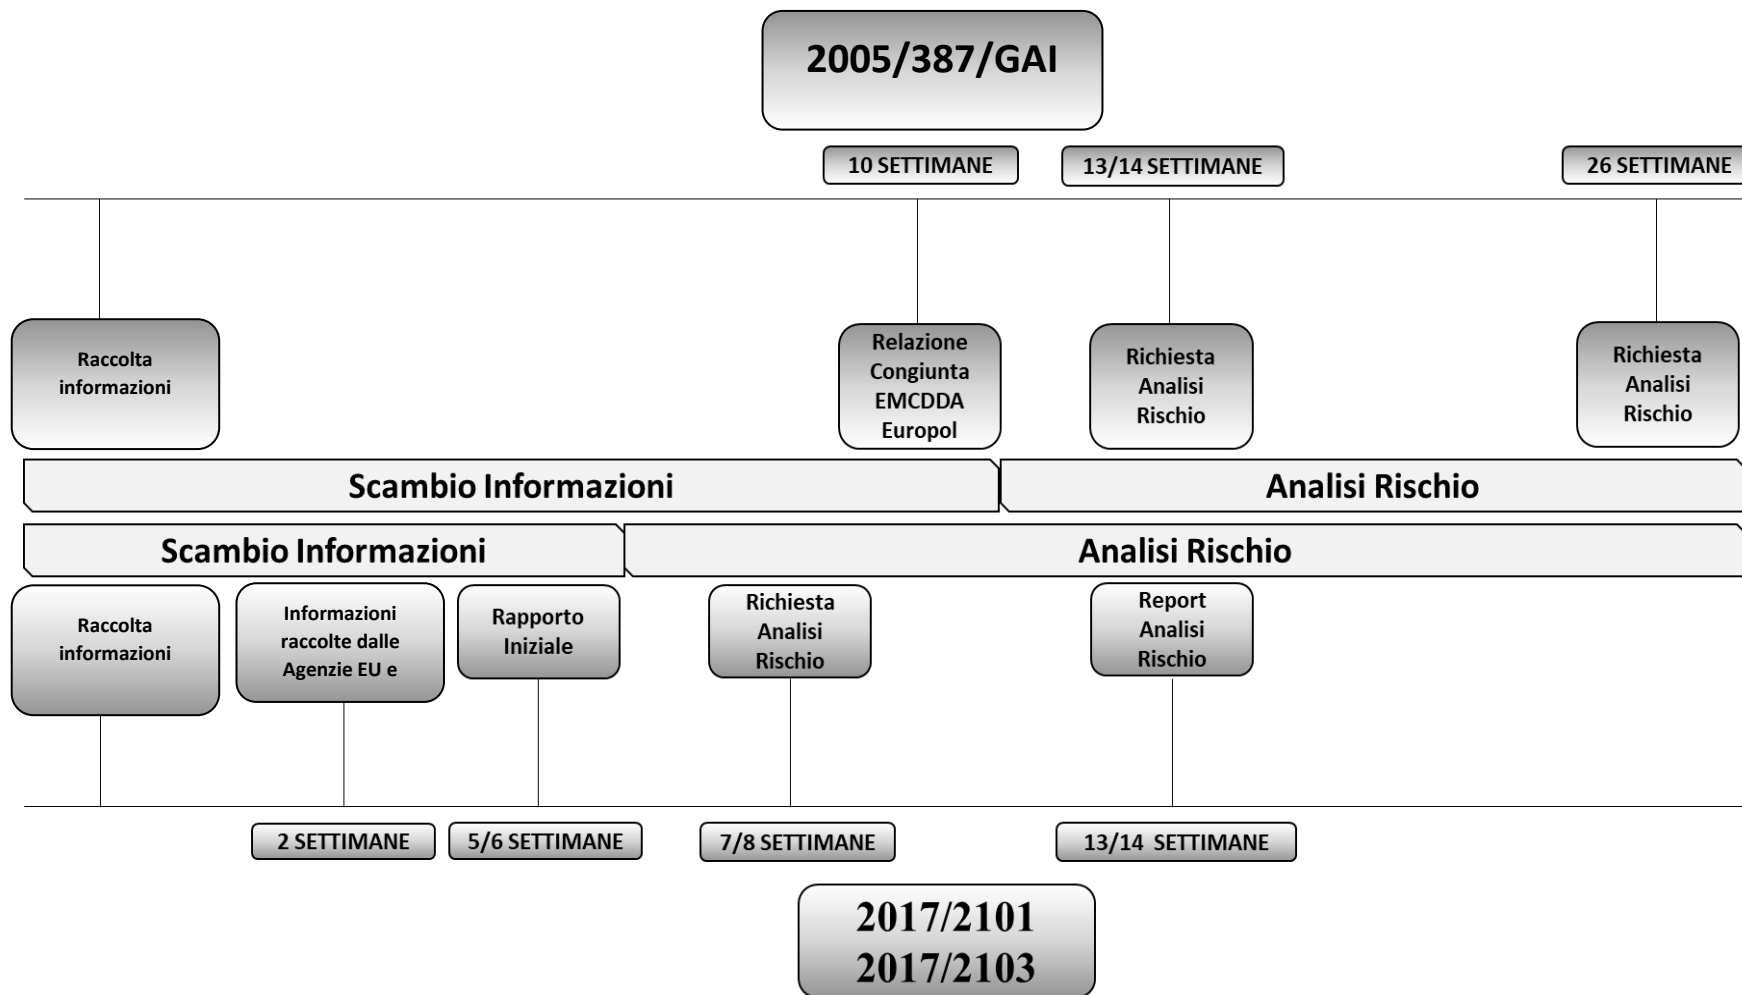 2005/387/GAI
10 SETTIMANE
13/14 SETTIMANE
26 SETTIMANE
Raccolta
informazioni
Relazione
Congiunta
EMCDDA
Europol
Richiesta
Analisi
Rischio
Richiesta
Analisi
Rischio
Scambio Informazioni
Analisi Rischio
Scambio Informazioni
Analisi Rischio
Raccolta
informazioni
Informazioni
raccolte dalle
Agenzie EU e
Rapporto
Iniziale
Richiesta
Analisi
Rischio
Report
Analisi
Rischio
2 SETTIMANE
5/6 SETTIMANE
7/8 SETTIMANE
13/14 SETTIMANE
2017/2101
2017/2103